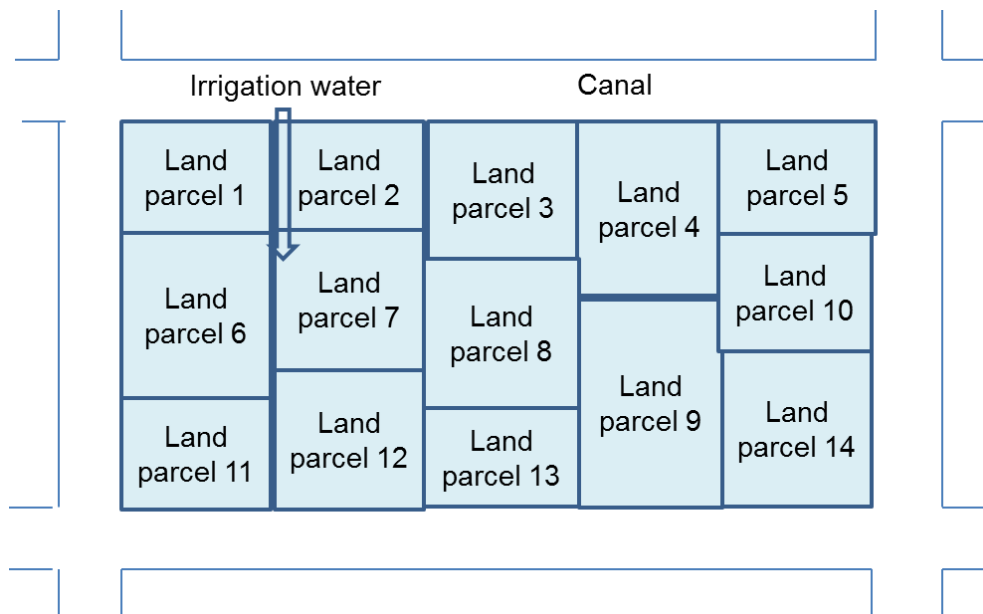 Irrigation water
Canal
Land
parcel 1
Land
parcel 2
Land
parcel 3
Land
parcel 4
Land
parcel 5
Land
parcel 6
Land
parcel 7
Land
parcel 8
Land
parcel 9
Land
parcel 10
Land
parcel 11
Land
parcel 12
Land
parcel 13
Land
parcel 14